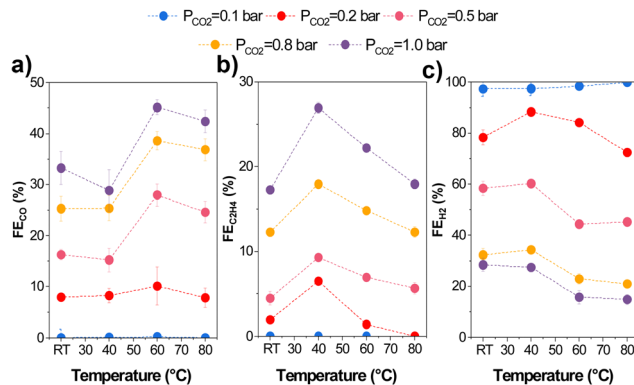 P_CO2=0.1 bar P_CO2=0.2 bar P_CO2=0.5 bar
P_CO2=0.8 bar P_CO2=1.0 bar
a)
50
40
30
20
10
0
FE_CO (%)
RT 30 40 50 60 70 80
Temperature (°C)
b)
30
20
10
0
FE_C2H4 (%)
RT 30 40 50 60 70 80
Temperature (°C)
c)
100
80
60
40
20
0
FE_H2 (%)
RT 30 40 50 60 70 80
Temperature (°C)